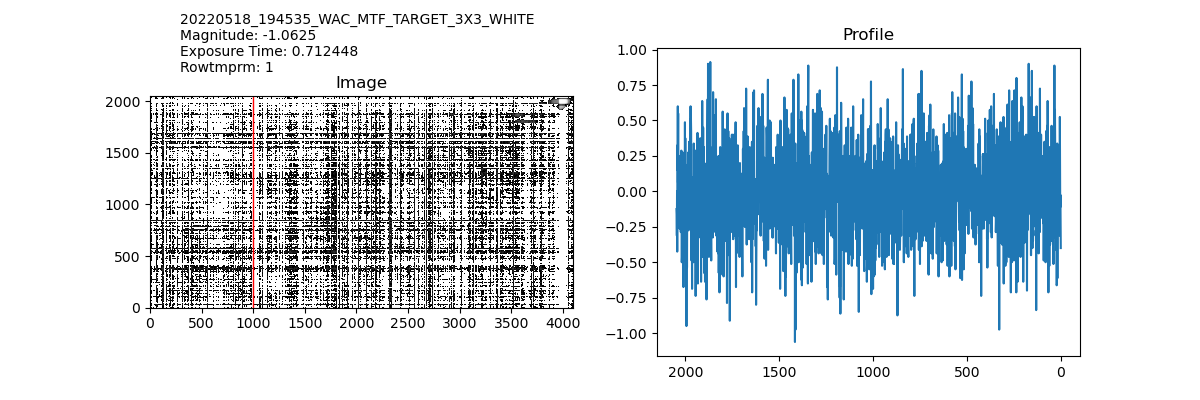 20220518_194535_WAC_MTF_TARGET_3X3_WHITE
Magnitude: -1.0625
Exposure Time: 0.712448
Rowtmprm: 1
Image
2000
1500
1000
500
0
0 500 1000 1500 2000 2500 3000 3500 4000
Profile
1.00
0.75
0.50
0.25
0.00
−0.25
−0.50
−0.75
−1.00
2000 1500 1000 500 0